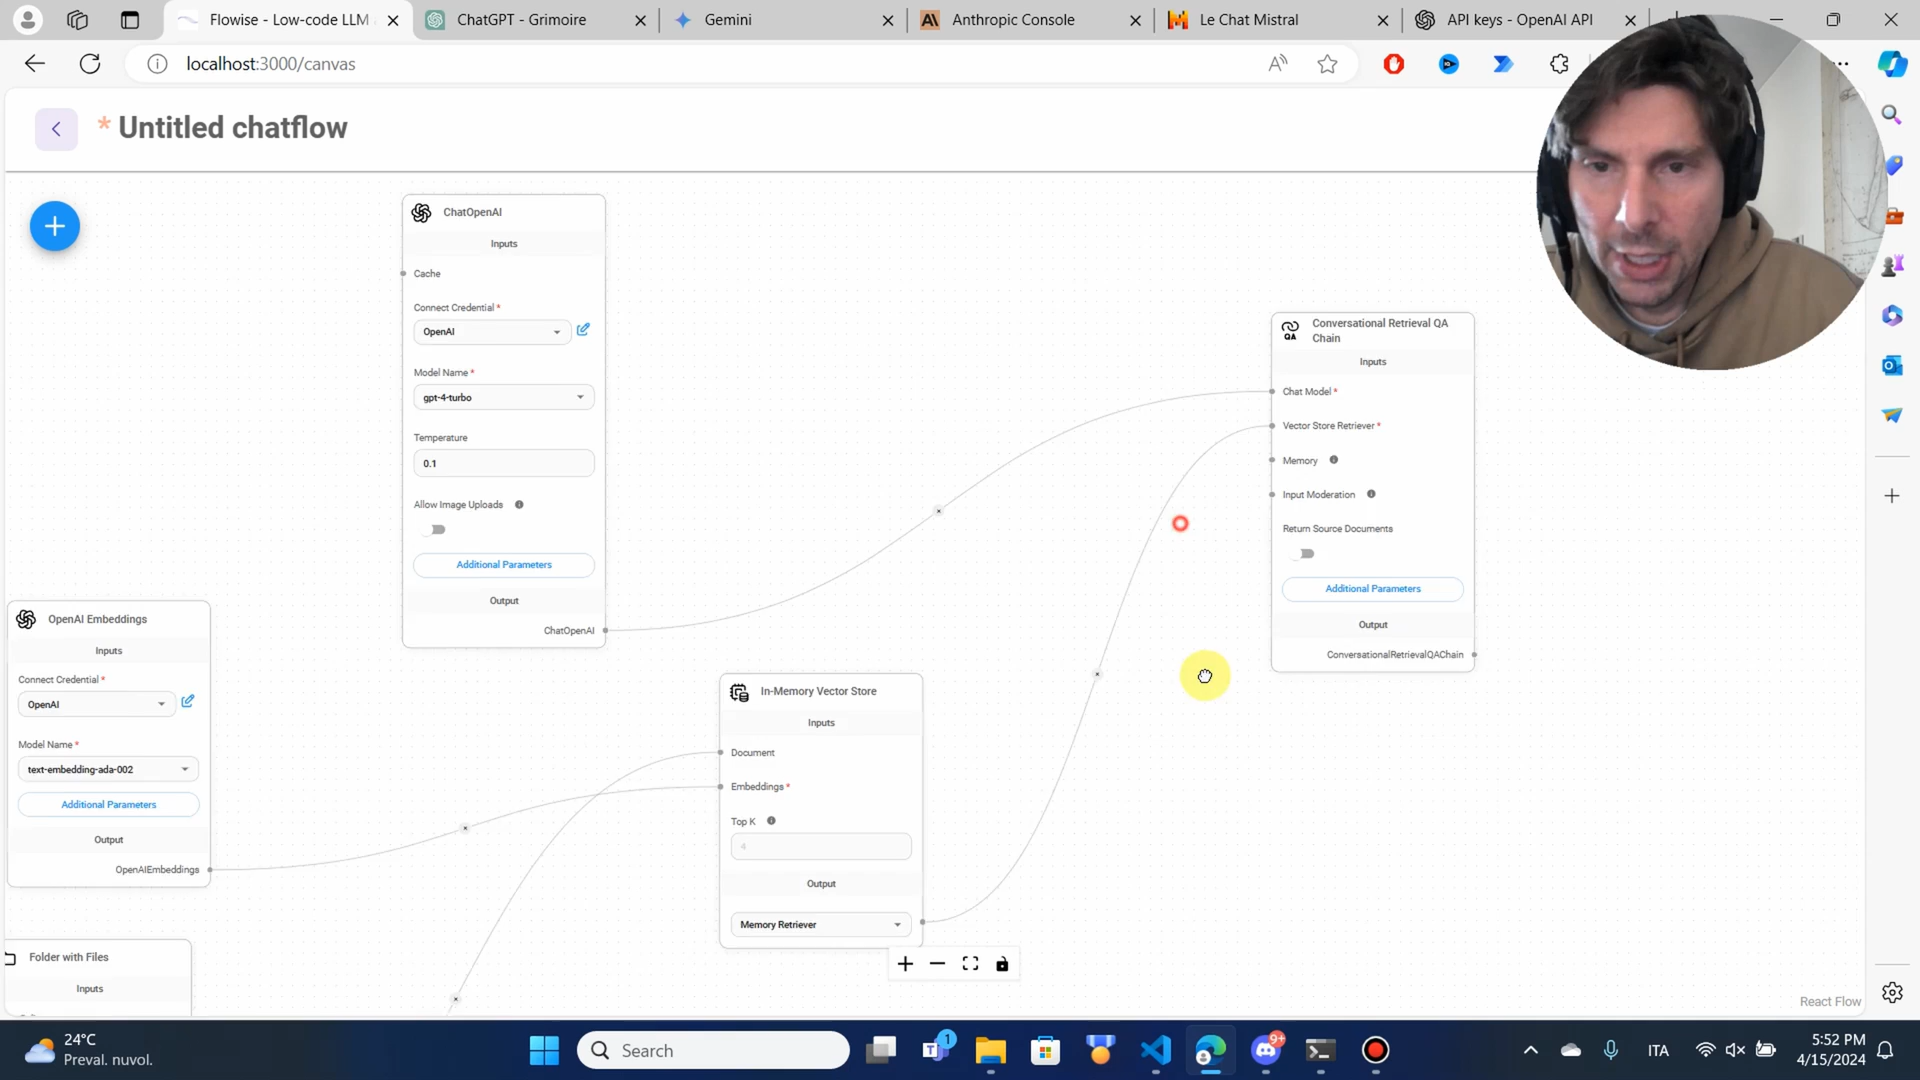 Flowise - Low-code LLM
ChatGPT - Grimoire
Gemini
Anthropic Console
Le Chat Mistral
API keys - OpenAI API
localhost:3000/canvas
* Untitled chatflow
ChatOpenAI
Inputs
Cache
Connect Credential *
OpenAI
Model Name *
gpt-4-turbo
Temperature
0.1
Allow Image Uploads
Additional Parameters
Output
ChatOpenAI
Conversational Retrieval QA
Chain
Inputs
Chat Model *
Vector Store Retriever *
Memory
Input Moderation
Return Source Documents
Additional Parameters
Output
ConversationalRetrievalQAChain
OpenAI Embeddings
Inputs
Connect Credential *
OpenAI
Model Name *
text-embedding-ada-002
Additional Parameters
Output
OpenAIEmbeddings
In-Memory Vector Store
Inputs
Document
Embeddings *
Top K
4
Output
Memory Retriever
Folder with Files
Inputs
React Flow
24°C
Preval. nuvol.
Search
1
9+
ITA
5:52 PM
4/15/2024